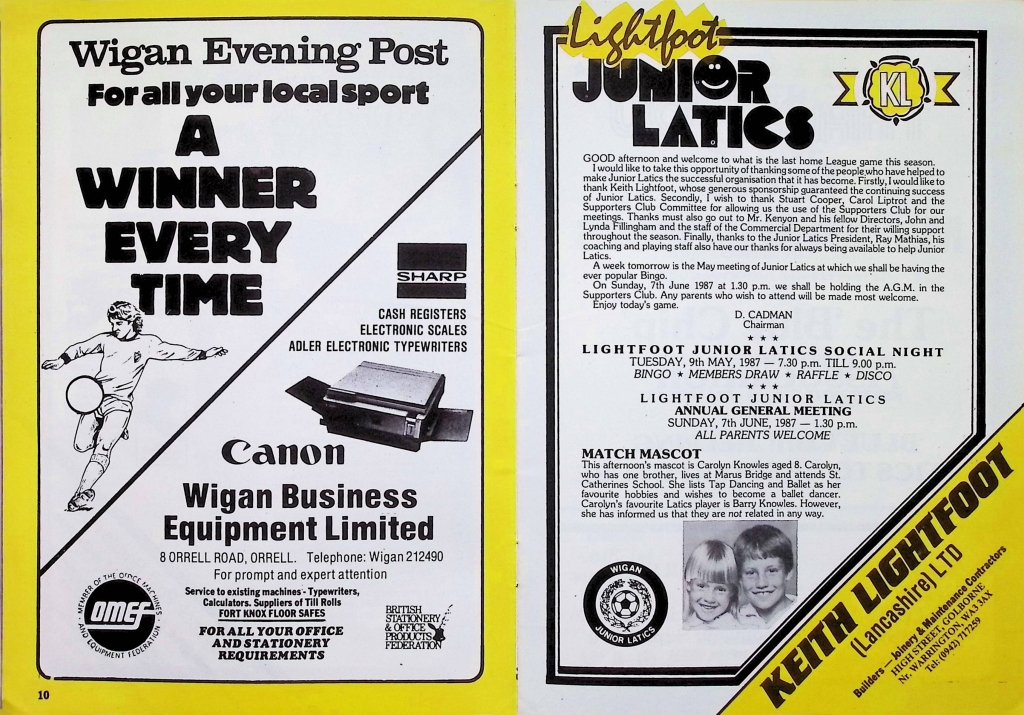 Wigan Evening Post
For all your local sport
A
WINNER
EVERY
TIME
SHARP
CASH REGISTERS
ELECTRONIC SCALES
ADLER ELECTRONIC TYPEWRITERS
Canon
Wigan Business
Equipment Limited
8 ORRELL ROAD, ORRELL. Telephone: Wigan 212490
For prompt and expert attention
Service to existing machines - Typewriters,
Calculators. Suppliers of Till Rolls
FORT KNOX FLOOR SAFES
FOR ALL YOUR OFFICE
AND STATIONERY
REQUIREMENTS
MEMBER OF THE OFFICE MACHINES
OMEF
AND EQUIPMENT FEDERATION
BRITISH
STATIONERY
& OFFICE
PRODUCTS
FEDERATION
10
Lightfoot
JUNIOR
LATICS
KL
GOOD afternoon and welcome to what is the last home League game this season.
I would like to take this opportunity of thanking some of the people who have helped to
make Junior Latics the successful organisation that it has become. Firstly, I would like to
thank Keith Lightfoot, whose generous sponsorship guaranteed the continuing success
of Junior Latics. Secondly, I wish to thank Stuart Cooper, Carol Liptrot and the
Supporters Club Committee for allowing us the use of the Supporters Club for our
meetings. Thanks must also go out to Mr. Kenyon and his fellow Directors, John and
Lynda Fillingham and the staff of the Commercial Department for their willing support
throughout the season. Finally, thanks to the Junior Latics President, Ray Mathias, his
coaching and playing staff also have our thanks for always being available to help Junior
Latics.
A week tomorrow is the May meeting of Junior Latics at which we shall be having the
ever popular Bingo.
On Sunday, 7th June 1987 at 1.30 p.m. we shall be holding the A.G.M. in the
Supporters Club. Any parents who wish to attend will be made most welcome.
Enjoy today's game.
D. CADMAN
Chairman
★ ★ ★
LIGHTFOOT JUNIOR LATICS SOCIAL NIGHT
TUESDAY, 9th MAY, 1987 — 7.30 p.m. TILL 9.00 p.m.
BINGO ★ MEMBERS DRAW ★ RAFFLE ★ DISCO
★ ★ ★
LIGHTFOOT JUNIOR LATICS
ANNUAL GENERAL MEETING
SUNDAY, 7th JUNE, 1987 — 1.30 p.m.
ALL PARENTS WELCOME
MATCH MASCOT
This afternoon's mascot is Carolyn Knowles aged 8. Carolyn,
who has one brother, lives at Marus Bridge and attends St.
Catherines School. She lists Tap Dancing and Ballet as her
favourite hobbies and wishes to become a ballet dancer.
Carolyn's favourite Latics player is Barry Knowles. However,
she has informed us that they are not related in any way.
WIGAN
JUNIOR LATICS
KEITH LIGHTFOOT
(Lancashire) LTD
Builders — Joinery & Maintenance Contractors
HIGH STREET, GOLBORNE
Nr. WARRINGTON, WA3 3AX
Tel: (0942) 717259